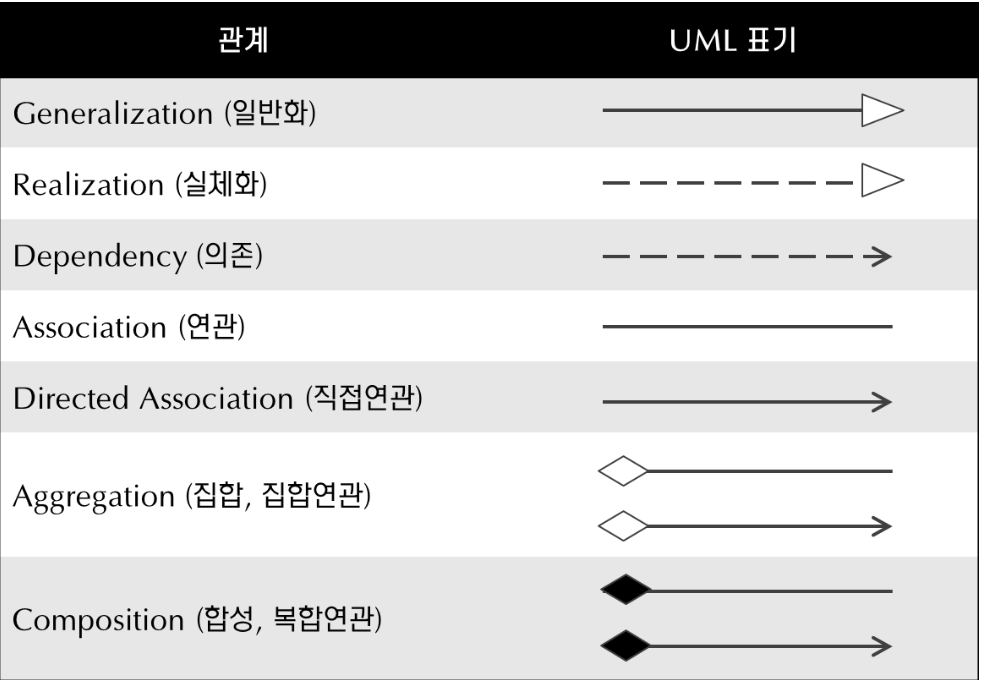 관계 UML 표기
Generalization (일반화)
Realization (실체화)
Dependency (의존)
Association (연관)
Directed Association (직접연관)
Aggregation (집합, 집합연관)
Composition (합성, 복합연관)